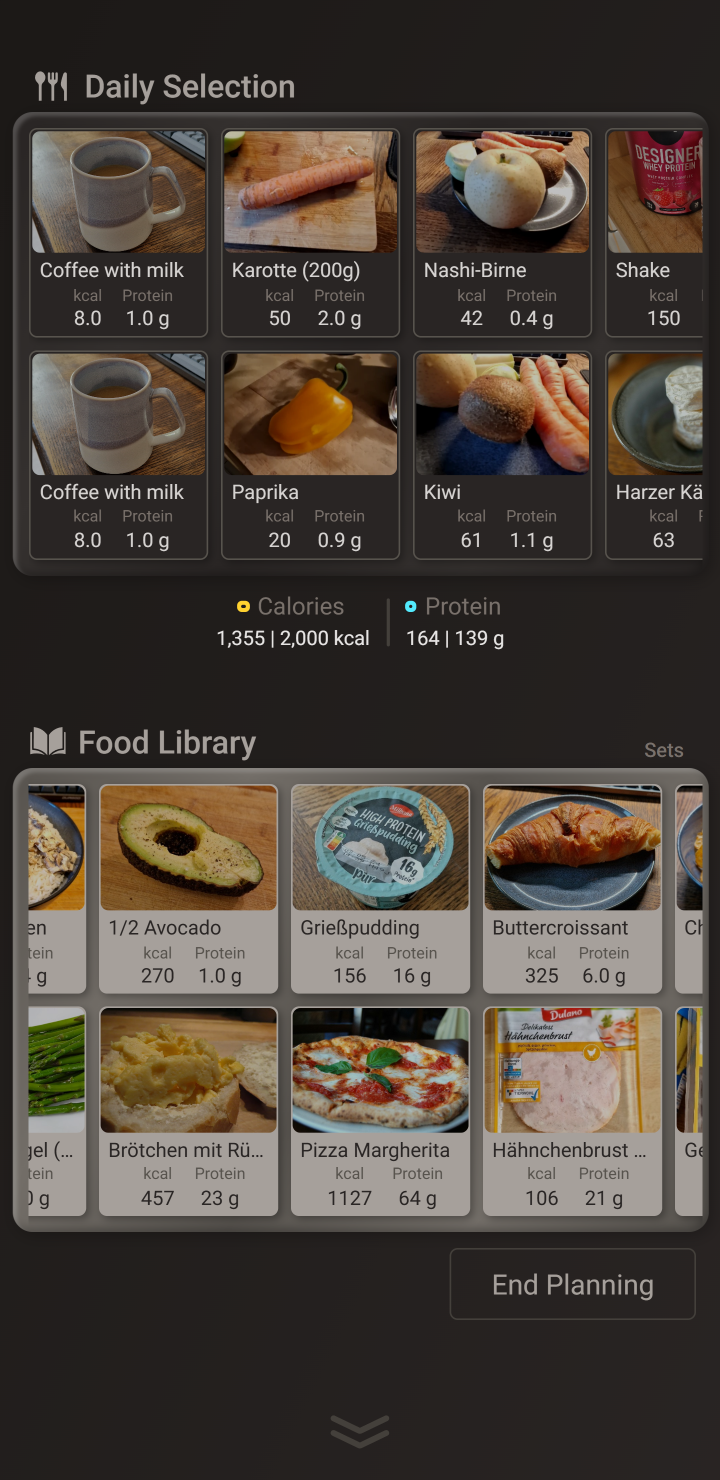 Daily Selection
DESIGNER
WHEY PROTEIN
Coffee with milk
kcal Protein
8.0 1.0 g
Karotte (200g)
kcal Protein
50 2.0 g
Nashi-Birne
kcal Protein
42 0.4 g
Shake
kcal
150
Coffee with milk
kcal Protein
8.0 1.0 g
Paprika
kcal Protein
20 0.9 g
Kiwi
kcal Protein
61 1.1 g
Harzer Kä
kcal
63
Calories
1,355 | 2,000 kcal
Protein
164 | 139 g
Food Library
Sets
en
tein
g
1/2 Avocado
kcal Protein
270 1.0 g
HIGH PROTEIN
Grießpudding
pur
16g
Grießpudding
kcal Protein
156 16 g
Buttercroissant
kcal Protein
325 6.0 g
Ch
gel (...
tein
0 g
Brötchen mit Rü...
kcal Protein
457 23 g
Pizza Margherita
kcal Protein
1127 64 g
Dulano
Delikatess
Hähnchenbrust
Hähnchenbrust ...
kcal Protein
106 21 g
Ge
End Planning